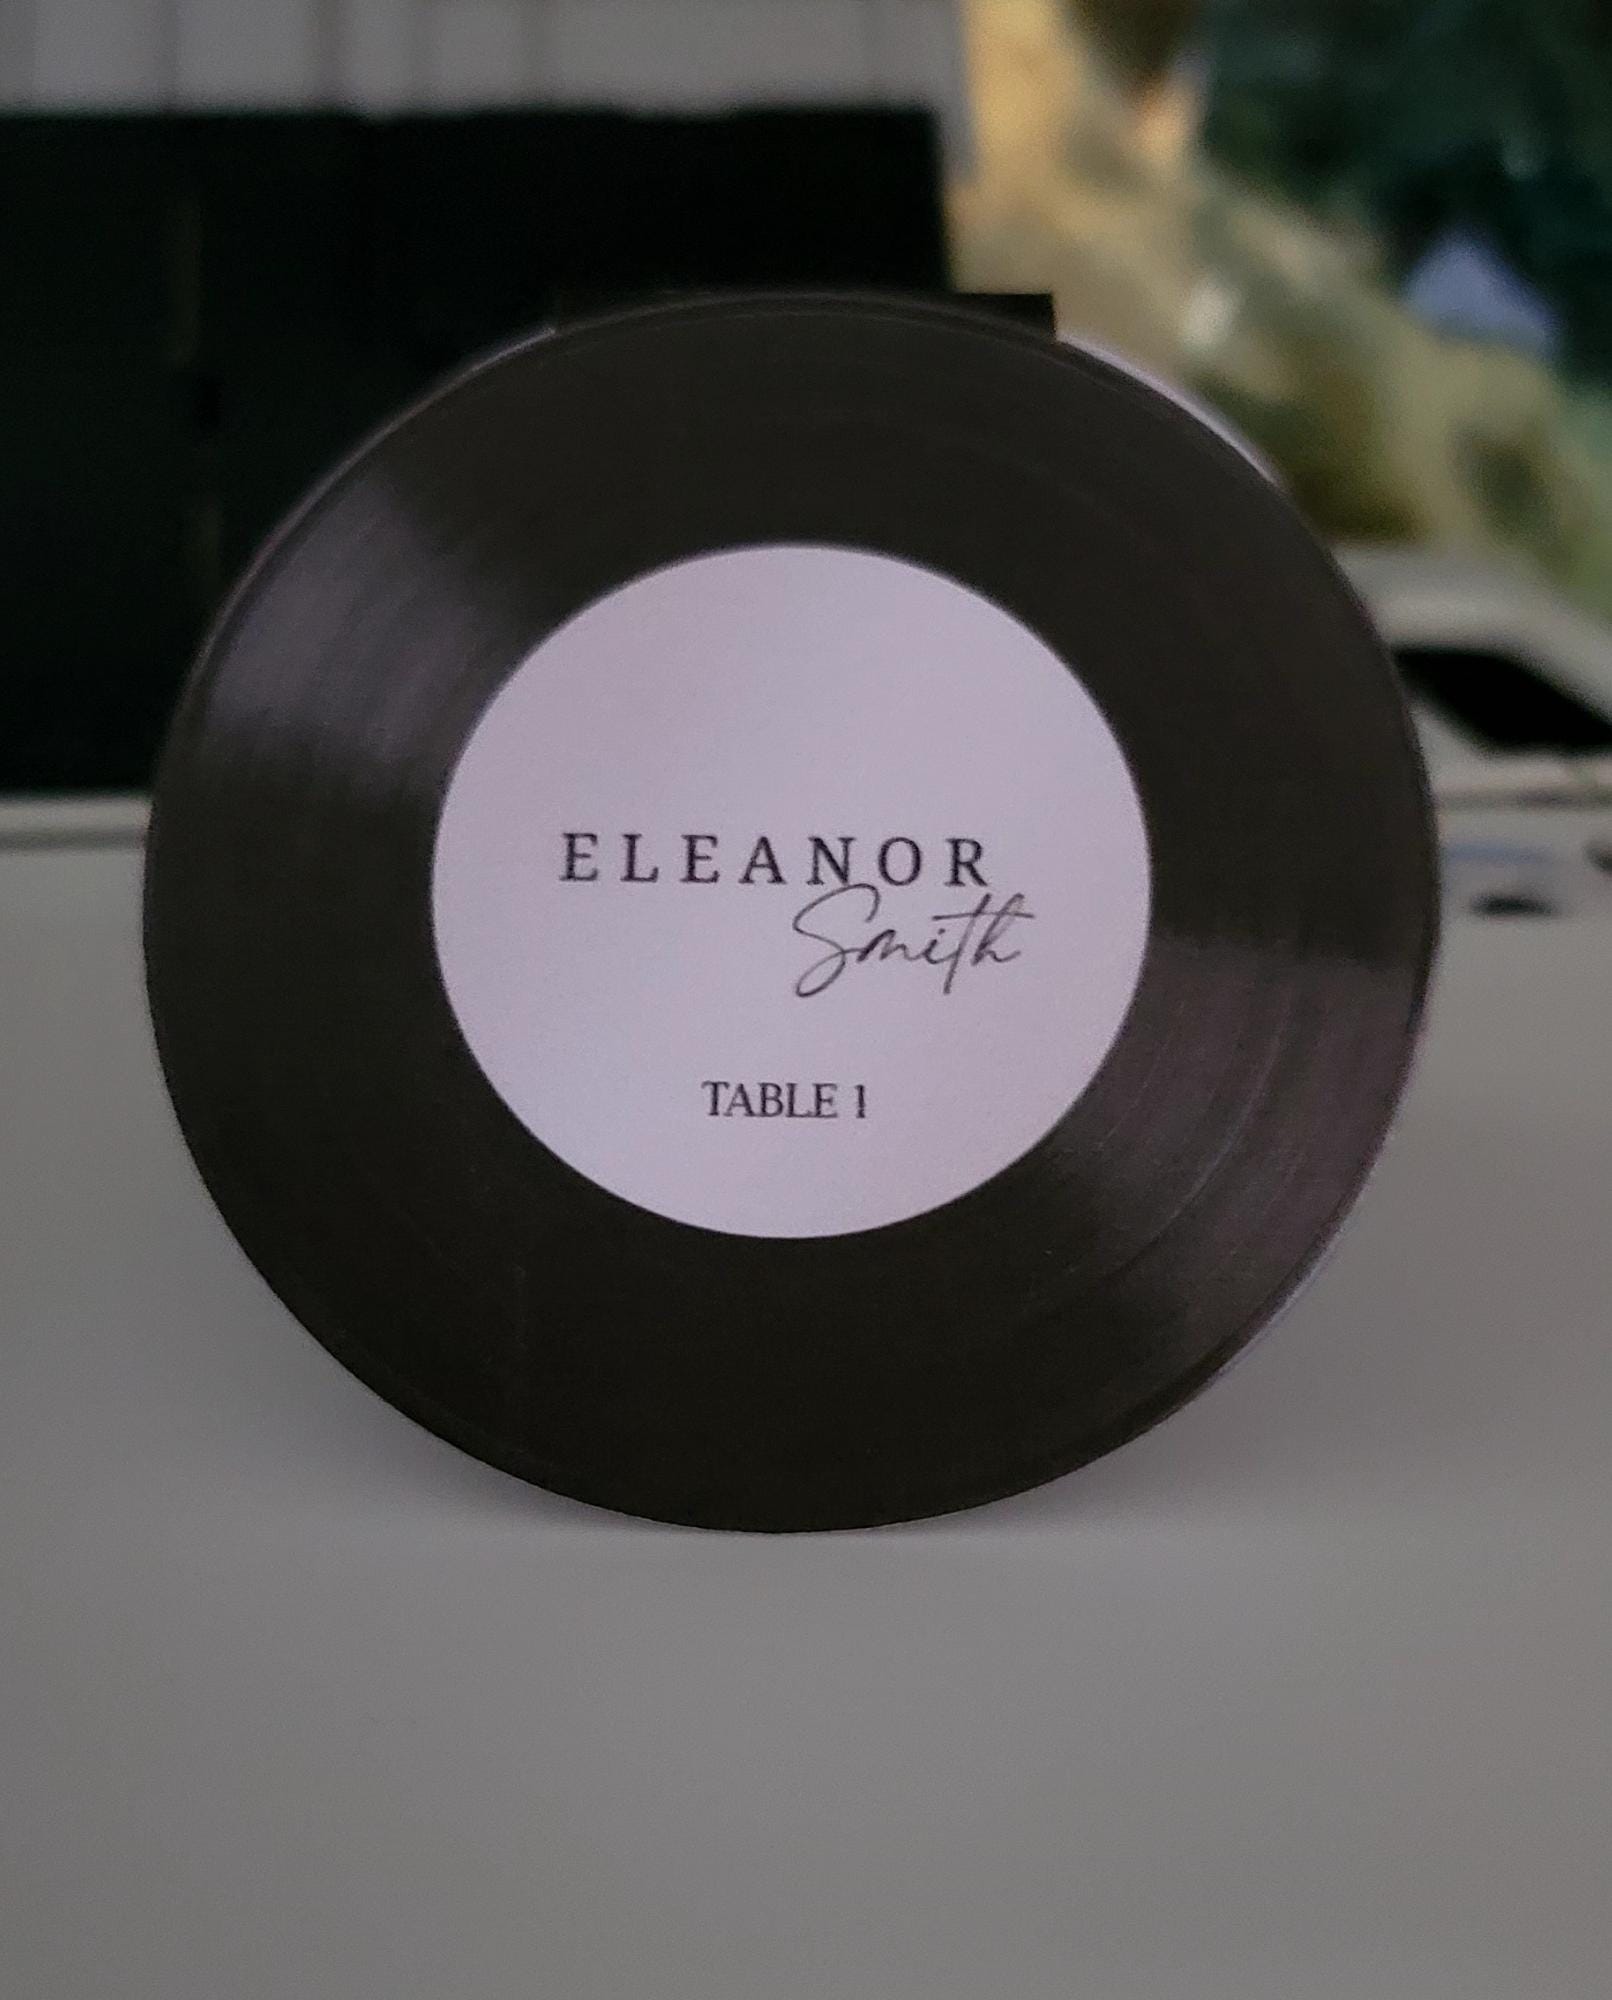 ELEANOR
Smith
TABLE 1